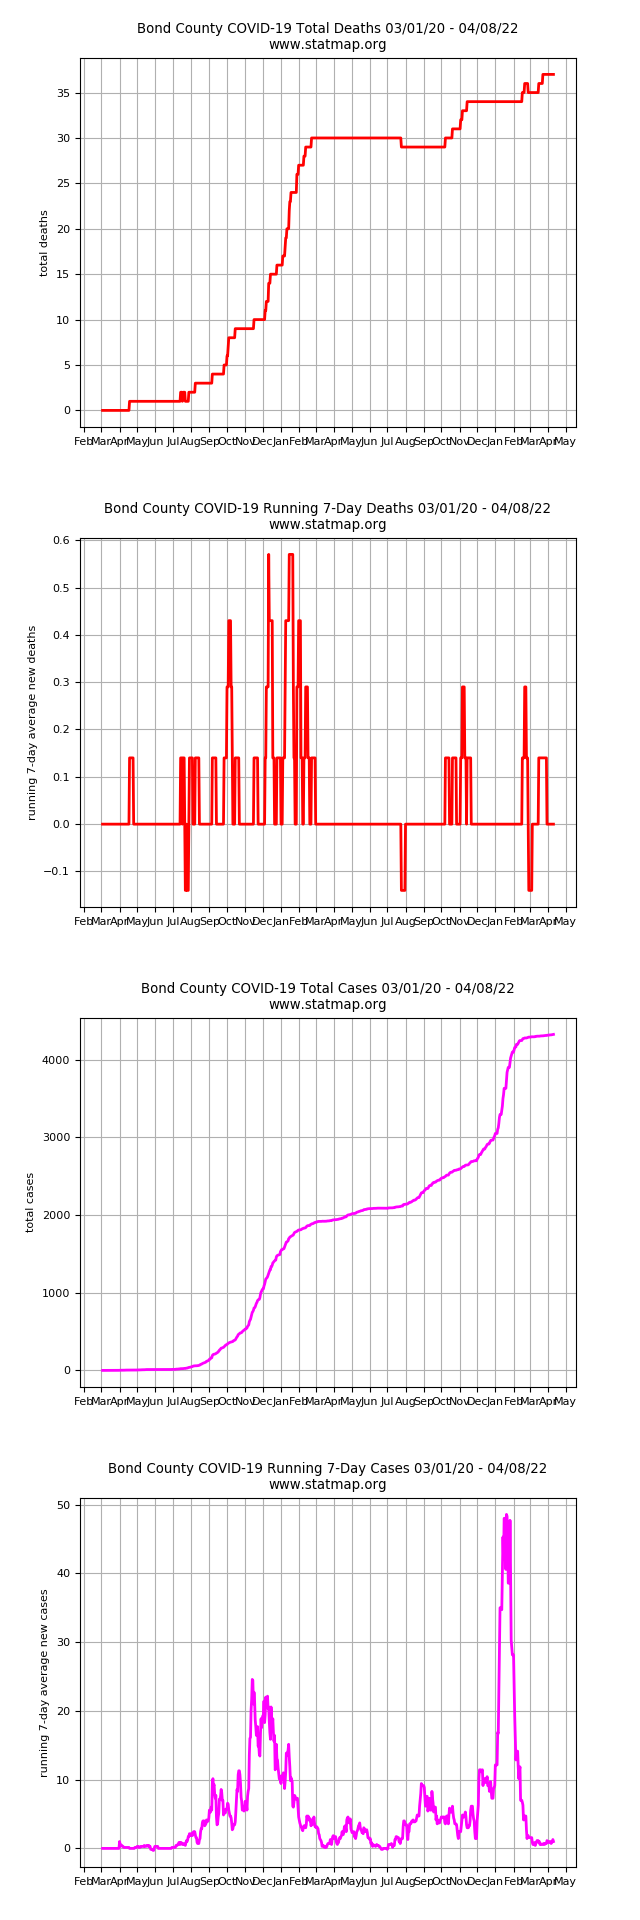 Bond County COVID-19 Total Deaths 03/01/20 - 04/08/22
www.statmap.org
35
30
25
20
15
10
5
0
total deaths
Feb Mar Apr May Jun Jul Aug Sep Oct Nov Dec Jan Feb Mar Apr May Jun Jul Aug Sep Oct Nov Dec Jan Feb Mar Apr May
Bond County COVID-19 Running 7-Day Deaths 03/01/20 - 04/08/22
www.statmap.org
0.6
0.5
0.4
0.3
0.2
0.1
0.0
−0.1
running 7-day average new deaths
Feb Mar Apr May Jun Jul Aug Sep Oct Nov Dec Jan Feb Mar Apr May Jun Jul Aug Sep Oct Nov Dec Jan Feb Mar Apr May
Bond County COVID-19 Total Cases 03/01/20 - 04/08/22
www.statmap.org
4000
3000
2000
1000
0
total cases
Feb Mar Apr May Jun Jul Aug Sep Oct Nov Dec Jan Feb Mar Apr May Jun Jul Aug Sep Oct Nov Dec Jan Feb Mar Apr May
Bond County COVID-19 Running 7-Day Cases 03/01/20 - 04/08/22
www.statmap.org
50
40
30
20
10
0
running 7-day average new cases
Feb Mar Apr May Jun Jul Aug Sep Oct Nov Dec Jan Feb Mar Apr May Jun Jul Aug Sep Oct Nov Dec Jan Feb Mar Apr May